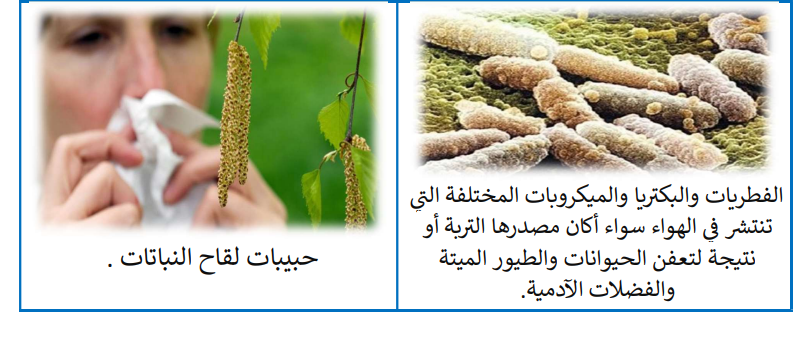 الفطريات والبكتريا والميكروبات المختلفة التي
تنتشر في الهواء سواء أكان مصدرها التربة أو
نتيجة لتعفن الحيوانات والطيور الميتة
والفضلات الآدمية.
حبيبات لقاح النباتات .